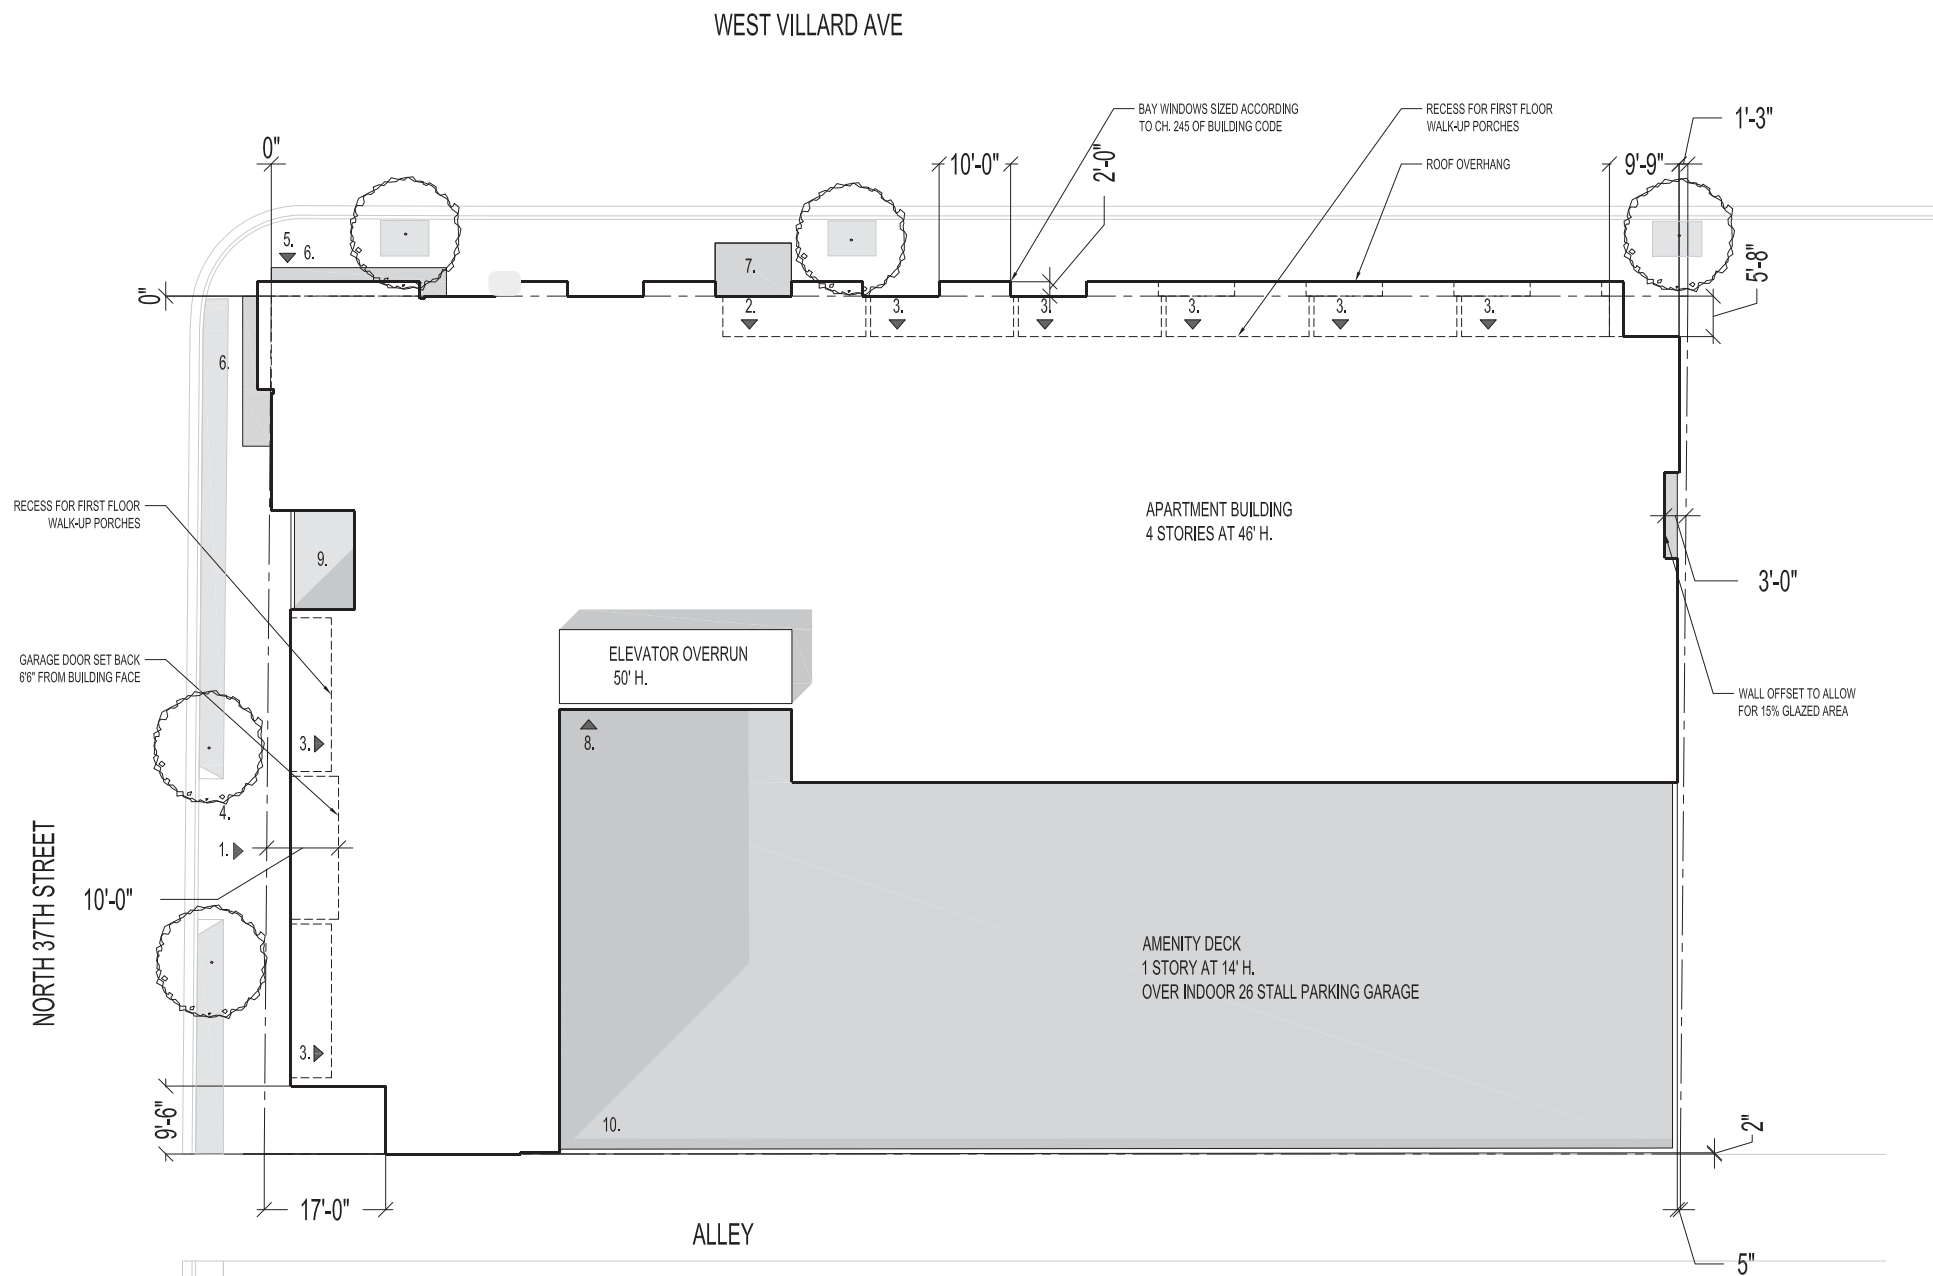 WEST VILLARD AVE
BAY WINDOWS SIZED ACCORDING
TO CH. 245 OF BUILDING CODE
RECESS FOR FIRST FLOOR
WALK-UP PORCHES
1'-3"
0"
10'-0"
2'-0"
ROOF OVERHANG
9'-9"
5.
6.
7.
5'-8"
0"
2.
3.
3.
3.
3.
3.
6.
RECESS FOR FIRST FLOOR
WALK-UP PORCHES
APARTMENT BUILDING
4 STORIES AT 46' H.
9.
3'-0"
GARAGE DOOR SET BACK
6'6" FROM BUILDING FACE
ELEVATOR OVERRUN
50' H.
WALL OFFSET TO ALLOW
FOR 15% GLAZED AREA
3.
8.
4.
1.
NORTH 37TH STREET
10'-0"
AMENITY DECK
1 STORY AT 14' H.
OVER INDOOR 26 STALL PARKING GARAGE
3.
9'-6"
10.
2"
17'-0"
ALLEY
5"